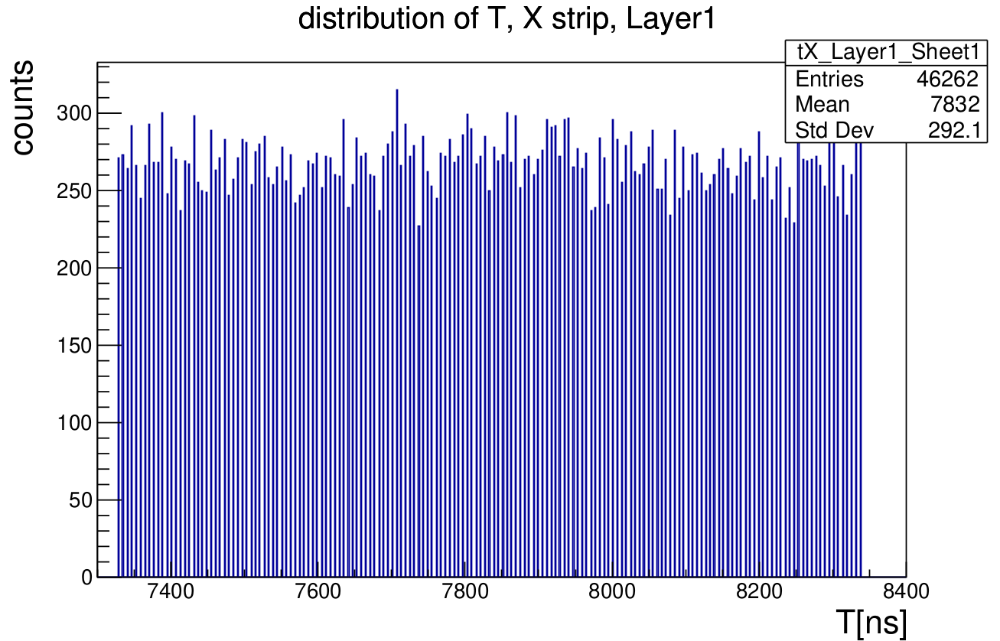 distribution of T, X strip, Layer1
counts
tX_Layer1_Sheet1
Entries 46262
Mean 7832
Std Dev 292.1
300
250
200
150
100
50
0
7400 7600 7800 8000 8200 8400
T[ns]